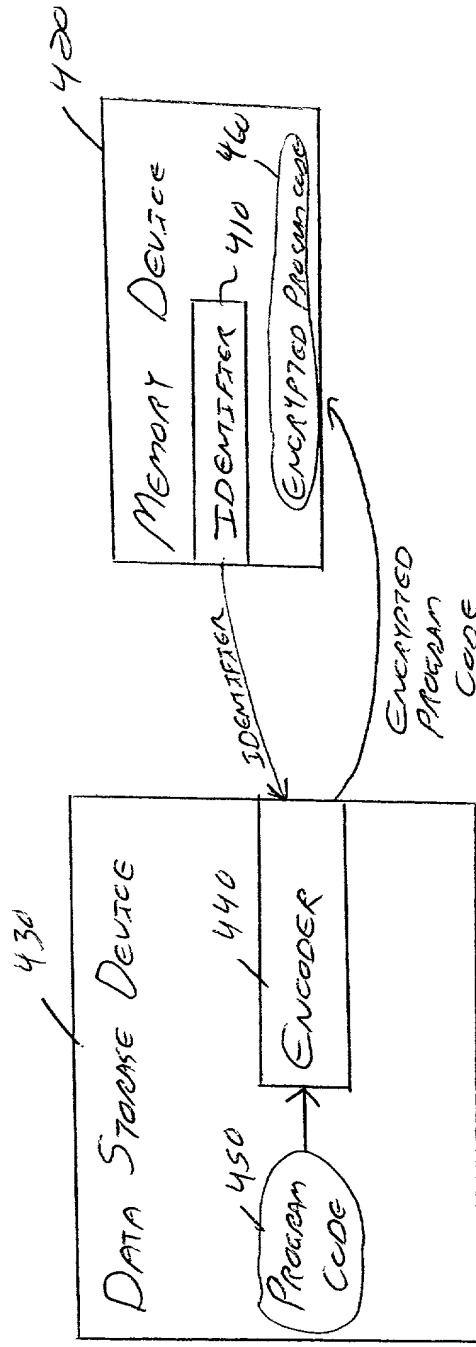 430
DATA STORAGE DEVICE
450
PROGRAM
CODE
440
ENCODER
IDENTIFIER
ENCRYPTED
PROGRAM
CODE
420
MEMORY DEVICE
IDENTIFIER
410
460
ENCRYPTED PROGRAM CODE